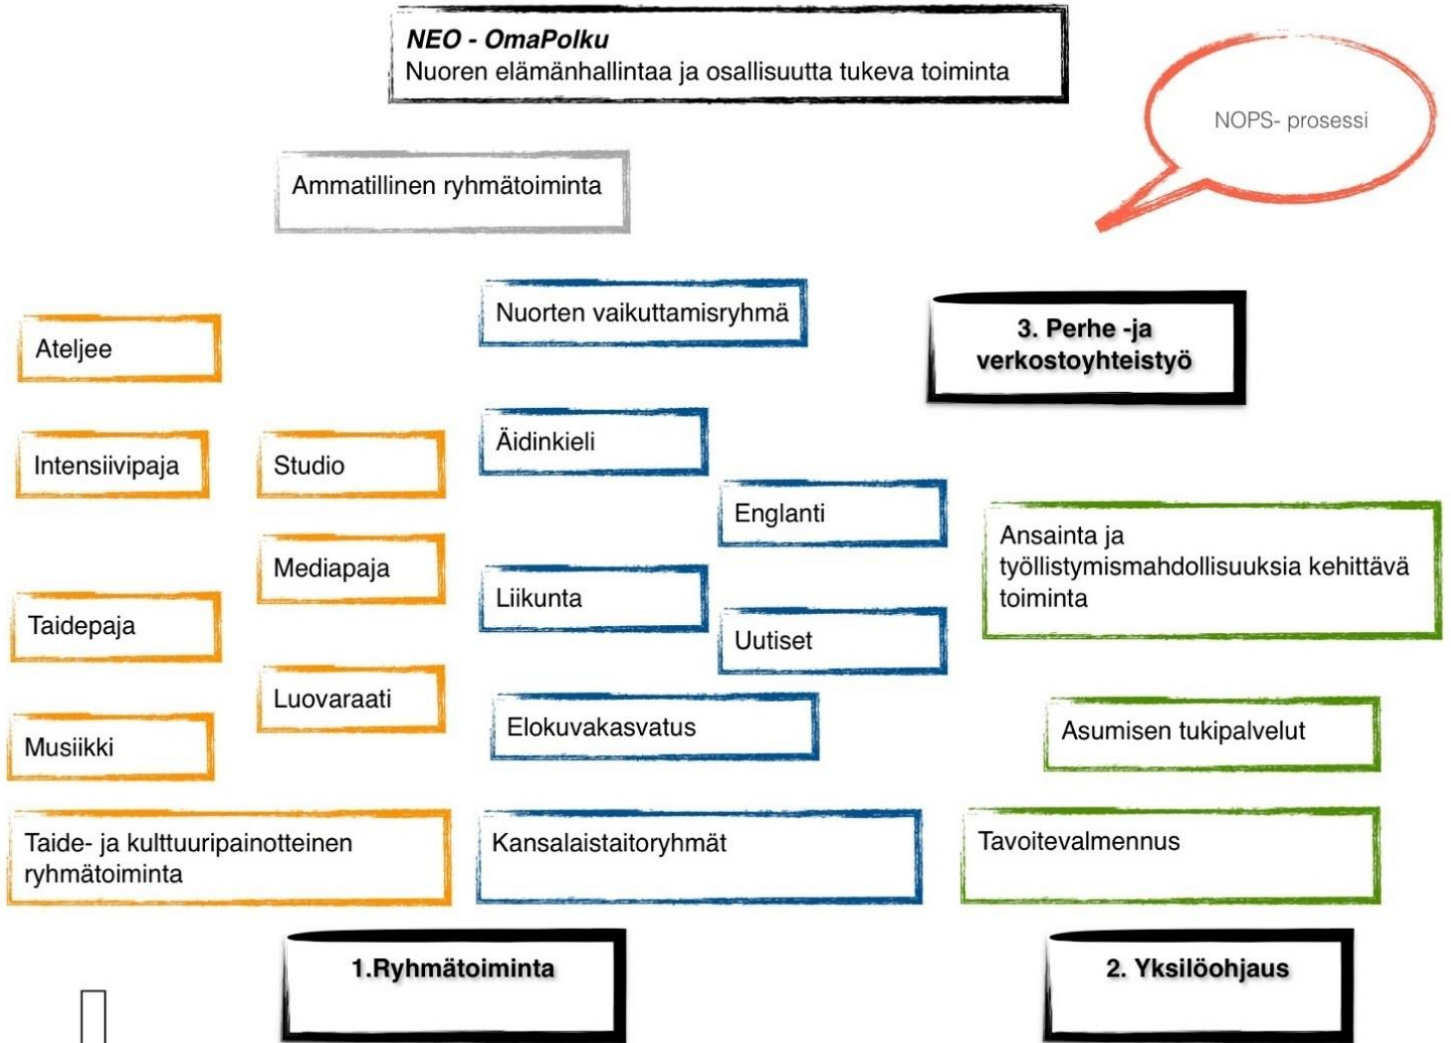 NEO - OmaPolku
Nuoren elämänhallintaa ja osallisuutta tukeva toiminta
NOPS- prosessi
Ammatillinen ryhmätoiminta
Nuorten vaikuttamisryhmä
3. Perhe -ja
verkostoyhteistyö
Ateljee
Intensiivipaja
Studio
Äidinkieli
Englanti
Ansainta ja
työllistymismahdollisuuksia kehittävä
toiminta
Mediapaja
Liikunta
Taidepaja
Uutiset
Luovaraati
Elokuvakasvatus
Asumisen tukipalvelut
Musiikki
Taide- ja kulttuuripainotteinen
ryhmätoiminta
Kansalaistaitoryhmät
Tavoitevalmennus
1.Ryhmätoiminta
2. Yksilöohjaus